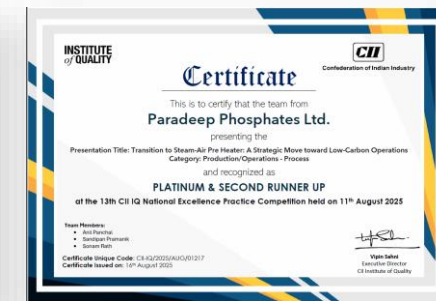 INSTITUTE
of QUALITY
CII
Confederation of Indian Industry
Certificate
This is to certify that the team from
Paradeep Phosphates Ltd.
presenting the
Presentation Title: Transition to Steam-Air Pre Heater: A Strategic Move toward Low-Carbon Operations
Category: Production/Operations - Process
and recognized as
PLATINUM & SECOND RUNNER UP
at the 13th CII IQ National Excellence Practice Competition held on 11th August 2025
Team Members:
• Anil Panchal
• Sandipan Pramanik
• Sonam Rath
Certificate Unique Code: CII-IQ/2025/AUG/01217
Certificate Issued on: 16th August 2025
Vipin Sahni
Executive Director
CII Institute of Quality